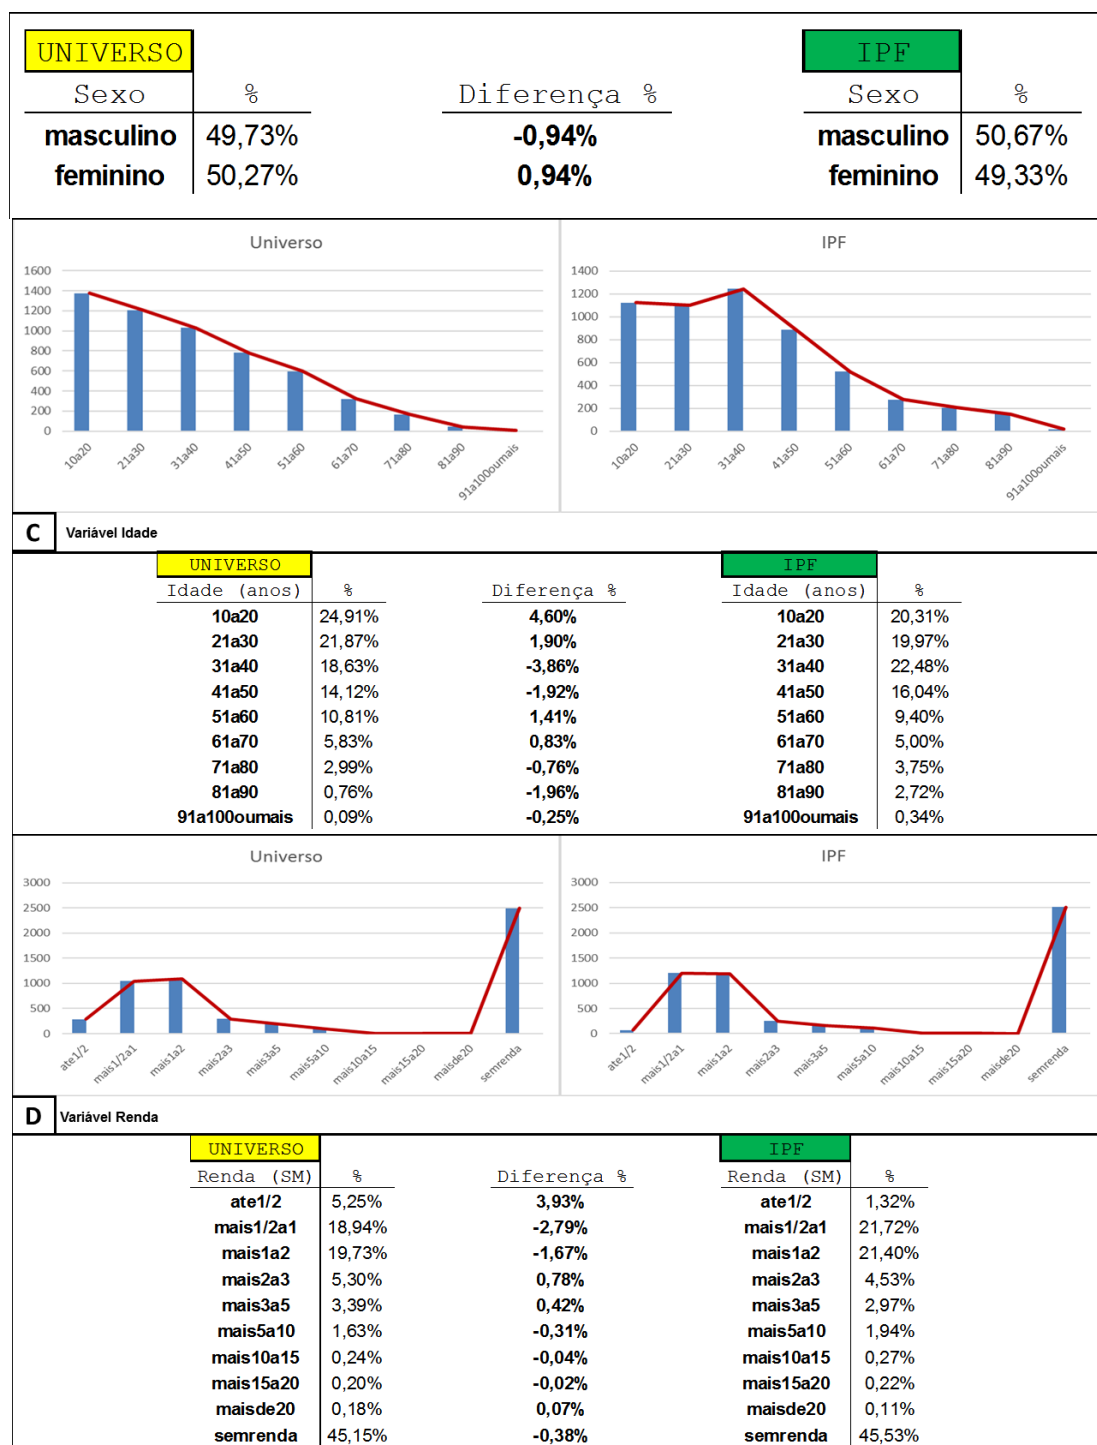 UNIVERSO IPF
Sexo % Diferença % Sexo %
masculino 49,73% -0,94% masculino 50,67%
feminino 50,27% 0,94% feminino 49,33%
Universo
1600
1400
1200
1000
800
600
400
200
0
10a20 21a30 31a40 41a50 51a60 61a70 71a80 81a90 91a100oumais
IPF
1400
1200
1000
800
600
400
200
0
10a20 21a30 31a40 41a50 51a60 61a70 71a80 81a90 91a100oumais
C Variável Idade
UNIVERSO IPF
Idade (anos) % Diferença % Idade (anos) %
10a20 24,91% 4,60% 10a20 20,31%
21a30 21,87% 1,90% 21a30 19,97%
31a40 18,63% -3,86% 31a40 22,48%
41a50 14,12% -1,92% 41a50 16,04%
51a60 10,81% 1,41% 51a60 9,40%
61a70 5,83% 0,83% 61a70 5,00%
71a80 2,99% -0,76% 71a80 3,75%
81a90 0,76% -1,96% 81a90 2,72%
91a100oumais 0,09% -0,25% 91a100oumais 0,34%
Universo
3000
2500
2000
1500
1000
500
0
ate1/2 mais1/2a1 mais1a2 mais2a3 mais3a5 mais5a10 mais10a15 mais15a20 maisde20 semrenda
IPF
3000
2500
2000
1500
1000
500
0
ate1/2 mais1/2a1 mais1a2 mais2a3 mais3a5 mais5a10 mais10a15 mais15a20 maisde20 semrenda
D Variável Renda
UNIVERSO IPF
Renda (SM) % Diferença % Renda (SM) %
ate1/2 5,25% 3,93% ate1/2 1,32%
mais1/2a1 18,94% -2,79% mais1/2a1 21,72%
mais1a2 19,73% -1,67% mais1a2 21,40%
mais2a3 5,30% 0,78% mais2a3 4,53%
mais3a5 3,39% 0,42% mais3a5 2,97%
mais5a10 1,63% -0,31% mais5a10 1,94%
mais10a15 0,24% -0,04% mais10a15 0,27%
mais15a20 0,20% -0,02% mais15a20 0,22%
maisde20 0,18% 0,07% maisde20 0,11%
semrenda 45,15% -0,38% semrenda 45,53%